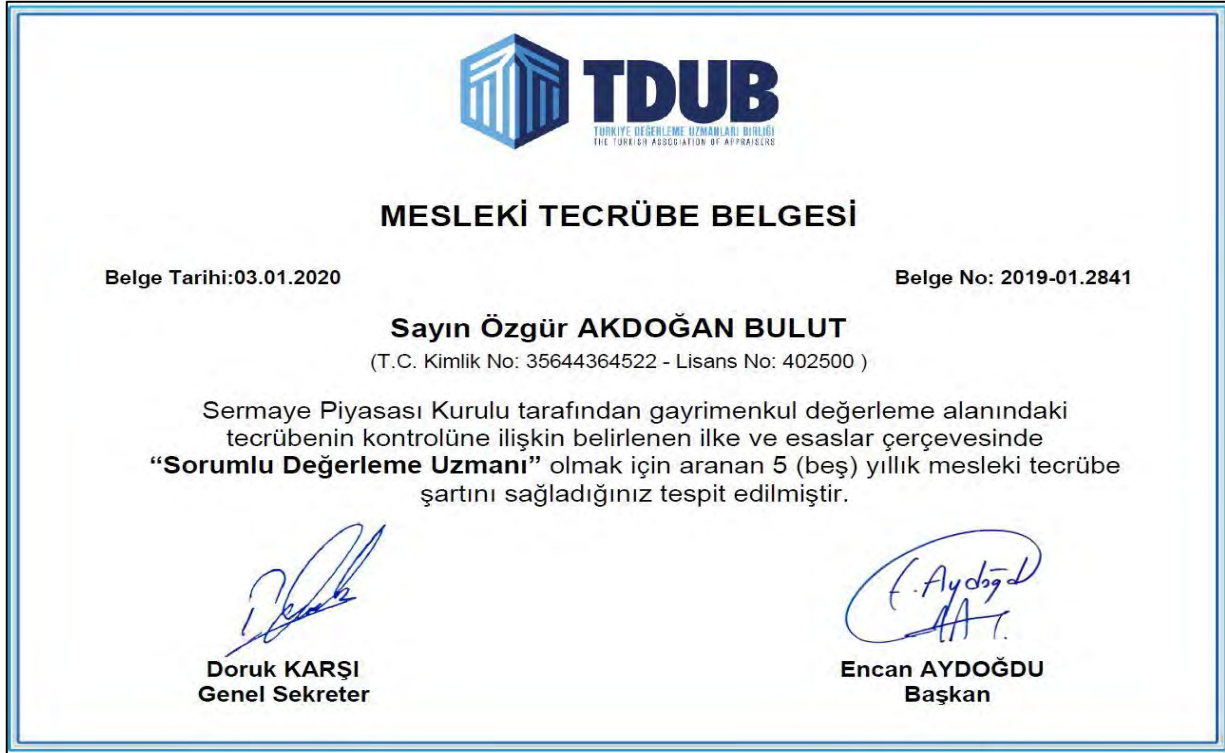 TDUB
TÜRKİYE DEĞERLEME UZMANLARI BİRLİĞİ
THE TURKISH ASSOCIATION OF APPRAISERS
MESLEKİ TECRÜBE BELGESİ
Belge Tarihi:03.01.2020 Belge No: 2019-01.2841
Sayın Özgür AKDOĞAN BULUT
(T.C. Kimlik No: 35644364522 - Lisans No: 402500 )
Sermaye Piyasası Kurulu tarafından gayrimenkul değerleme alanındaki
tecrübenin kontrolüne ilişkin belirlenen ilke ve esaslar çerçevesinde
“Sorumlu Değerleme Uzmanı” olmak için aranan 5 (beş) yıllık mesleki tecrübe
şartını sağladığınız tespit edilmiştir.
Doruk KARŞI Encan AYDOĞDU
Genel Sekreter Başkan